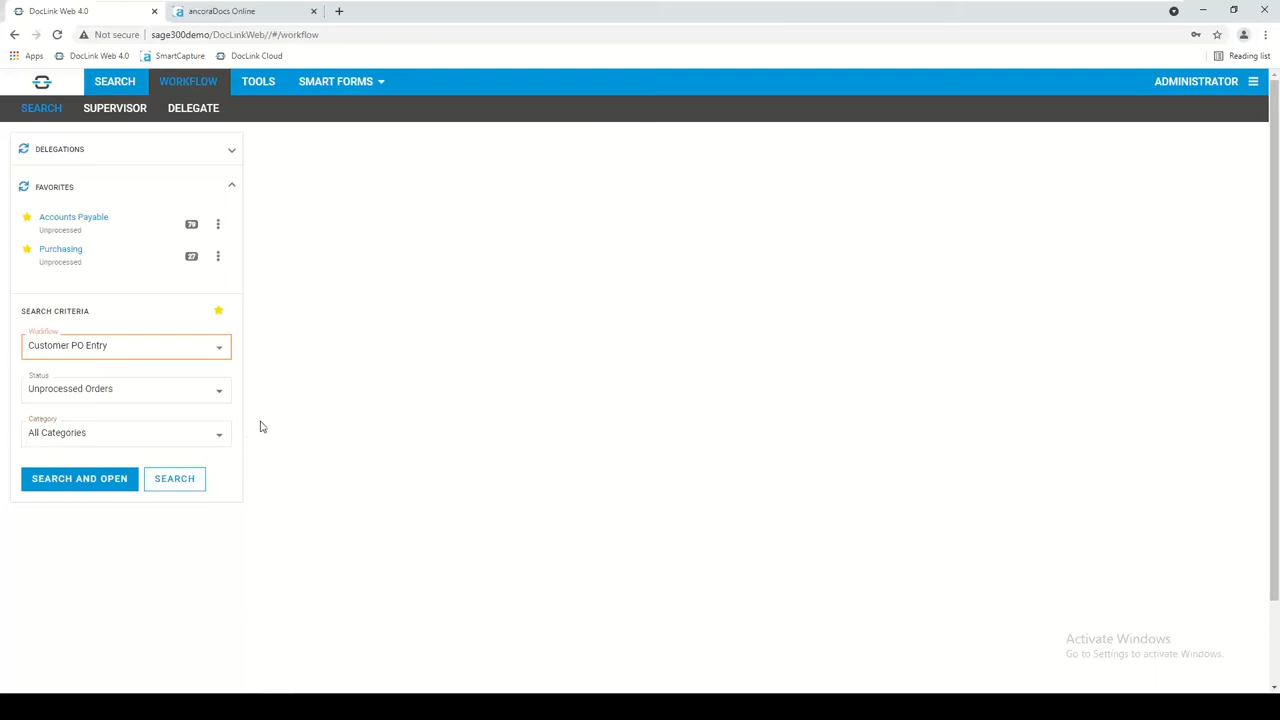 DocLink Web 4.0
ancoraDocs Online
Not secure
sage300demo/DocLinkWeb//#/workflow
Apps
DocLink Web 4.0
SmartCapture
DocLink Cloud
Reading list
SEARCH
WORKFLOW
TOOLS
SMART FORMS
ADMINISTRATOR
SEARCH
SUPERVISOR
DELEGATE
DELEGATIONS
FAVORITES
Accounts Payable
Unprocessed
79
Purchasing
Unprocessed
27
SEARCH CRITERIA
Workflow
Customer PO Entry
Status
Unprocessed Orders
Category
All Categories
SEARCH AND OPEN
SEARCH
Activate Windows
Go to Settings to activate Windows.